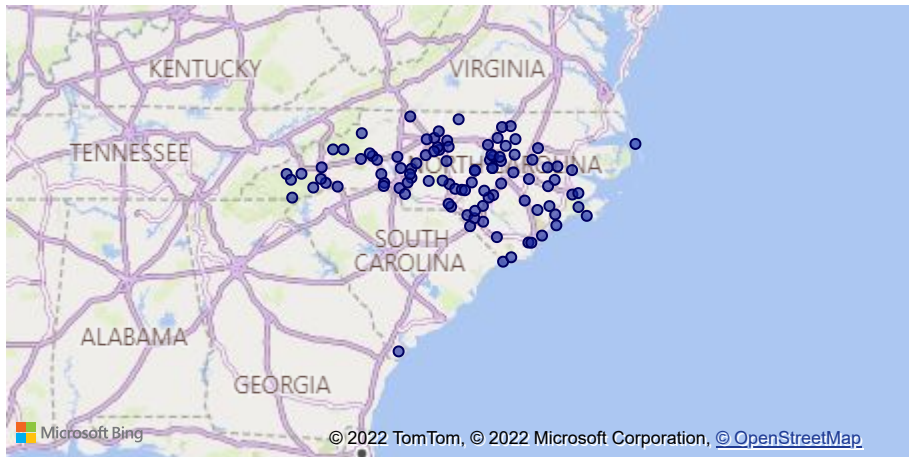 KENTUCKY
VIRGINIA
TENNESSEE
NORTH CAROLINA
SOUTH
CAROLINA
ALABAMA
GEORGIA
Microsoft Bing
© 2022 TomTom, © 2022 Microsoft Corporation, © OpenStreetMap